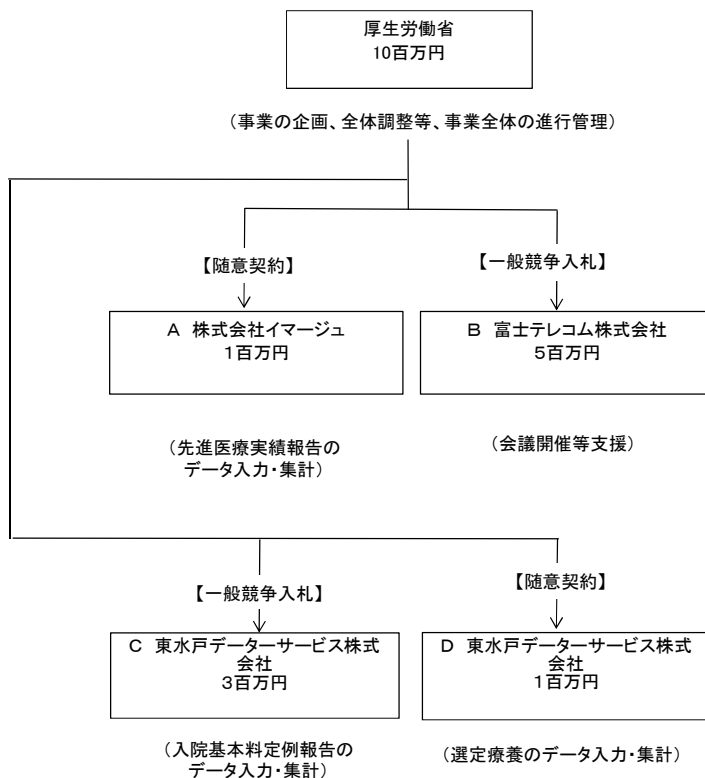 厚生労働省
10百万円
（事業の企画、全体調整等、事業全体の進行管理）
【随意契約】
【一般競争入札】
A 株式会社イマージュ
1百万円
B 富士テレコム株式会社
5百万円
（先進医療実績報告の
データ入力・集計）
（会議開催等支援）
【一般競争入札】
【随意契約】
C 東水戸データーサービス株式
会社
3百万円
D 東水戸データーサービス株式
会社
1百万円
（入院基本料定例報告の
データ入力・集計）
（選定療養のデータ入力・集計）